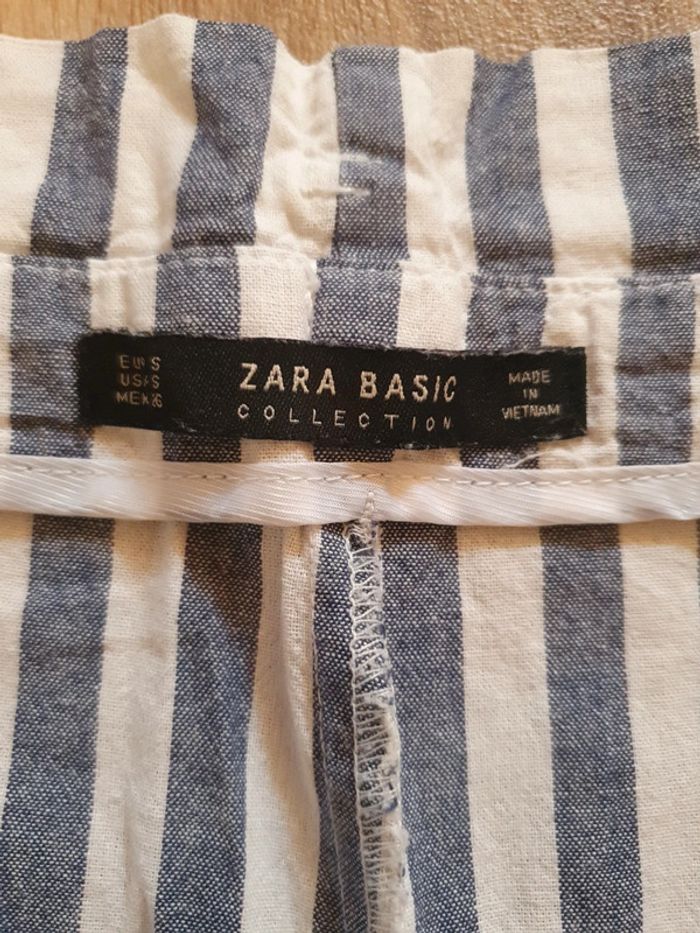 EUR S
USA S
MEX 26
ZARA BASIC
COLLECTION
MADE
IN
VIETNAM